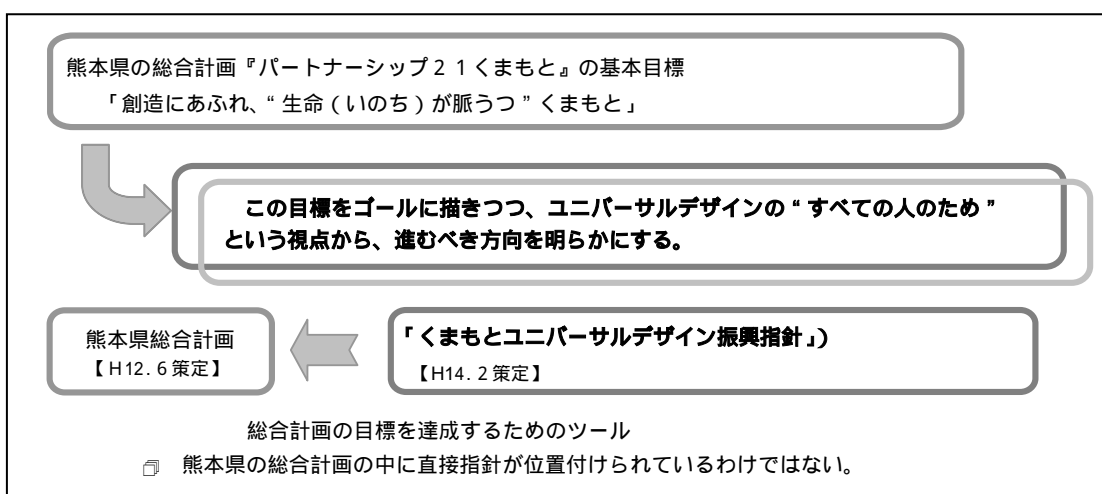 熊本県の総合計画『パートナーシップ21くまもと』の基本目標
「創造にあふれ、“生命(いのち)が脈うつ”くまもと」
この目標をゴールに描きつつ、ユニバーサルデザインの“すべての人のため”
という視点から、進むべき方向を明らかにする。
熊本県総合計画
【H12.6策定】
「くまもとユニバーサルデザイン振興指針」)
【H14.2策定】
総合計画の目標を達成するためのツール
熊本県の総合計画の中に直接指針が位置付けられているわけではない。